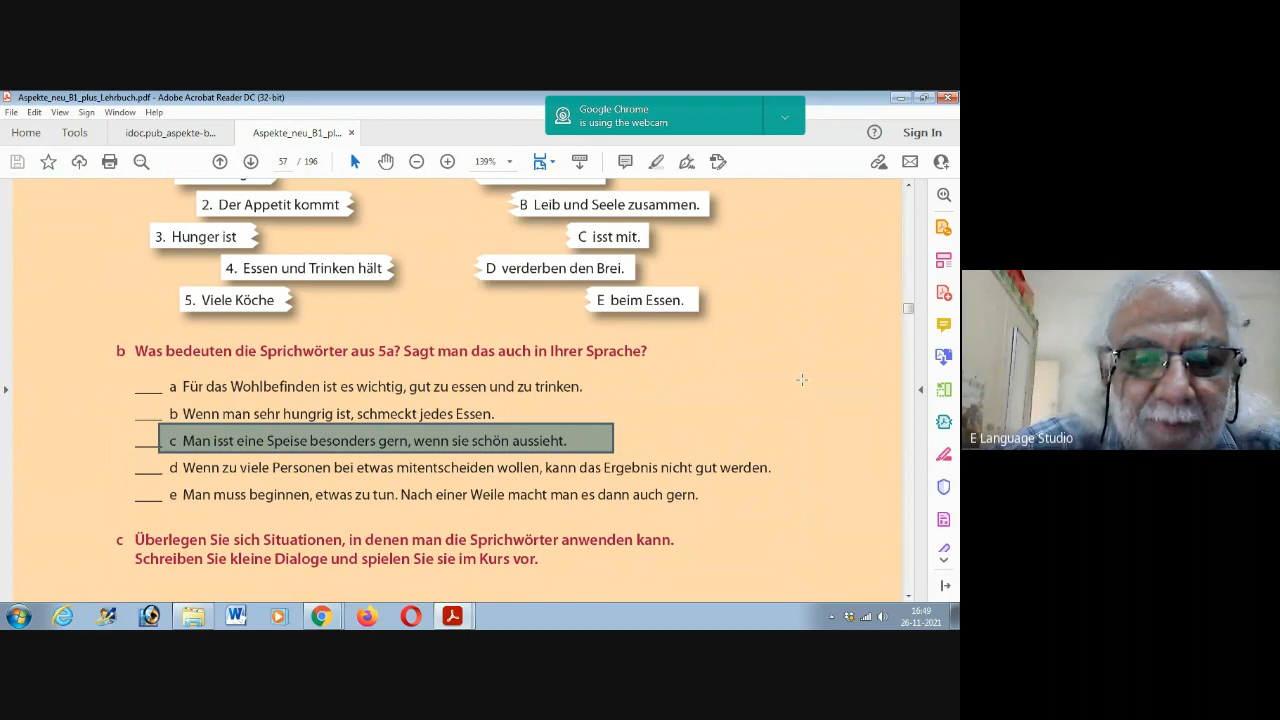 Aspekte_neu_B1_plus_Lehrbuch.pdf - Adobe Acrobat Reader DC (32-bit)
File Edit View Sign Window Help
Google Chrome
is using the webcam
Home Tools idoc.pub_aspekte-b... Aspekte_neu_B1_pl... × Sign In
57 / 196 139%
2. Der Appetit kommt
B Leib und Seele zusammen.
3. Hunger ist
C isst mit.
4. Essen und Trinken hält
D verderben den Brei.
5. Viele Köche
E beim Essen.
b Was bedeuten die Sprichwörter aus 5a? Sagt man das auch in Ihrer Sprache?
____ a Für das Wohlbefinden ist es wichtig, gut zu essen und zu trinken.
____ b Wenn man sehr hungrig ist, schmeckt jedes Essen.
____ c Man isst eine Speise besonders gern, wenn sie schön aussieht.
____ d Wenn zu viele Personen bei etwas mitentscheiden wollen, kann das Ergebnis nicht gut werden.
____ e Man muss beginnen, etwas zu tun. Nach einer Weile macht man es dann auch gern.
c Überlegen Sie sich Situationen, in denen man die Sprichwörter anwenden kann.
Schreiben Sie kleine Dialoge und spielen Sie sie im Kurs vor.
E Language Studio
16:49
26-11-2021